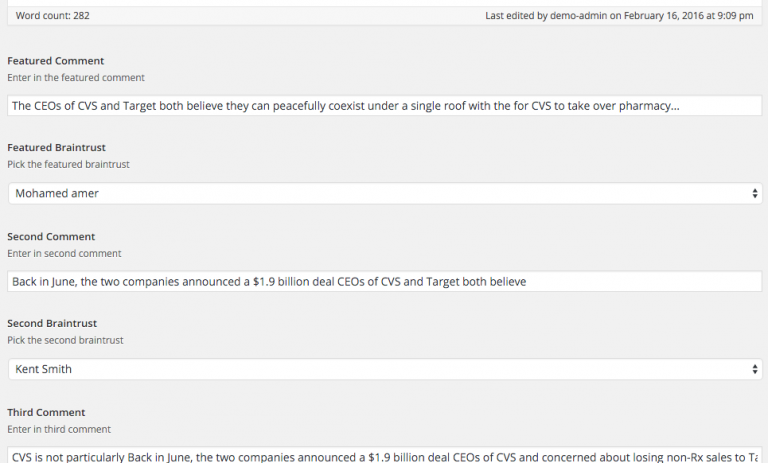 Word count: 282 Last edited by demo-admin on February 16, 2016 at 9:09 pm
Featured Comment
Enter in the featured comment
The CEOs of CVS and Target both believe they can peacefully coexist under a single roof with the for CVS to take over pharmacy...
Featured Braintrust
Pick the featured braintrust
Mohamed amer
Second Comment
Enter in second comment
Back in June, the two companies announced a $1.9 billion deal CEOs of CVS and Target both believe
Second Braintrust
Pick the second braintrust
Kent Smith
Third Comment
Enter in third comment
CVS is not particularly Back in June, the two companies announced a $1.9 billion deal CEOs of CVS and concerned about losing non-Rx sales to